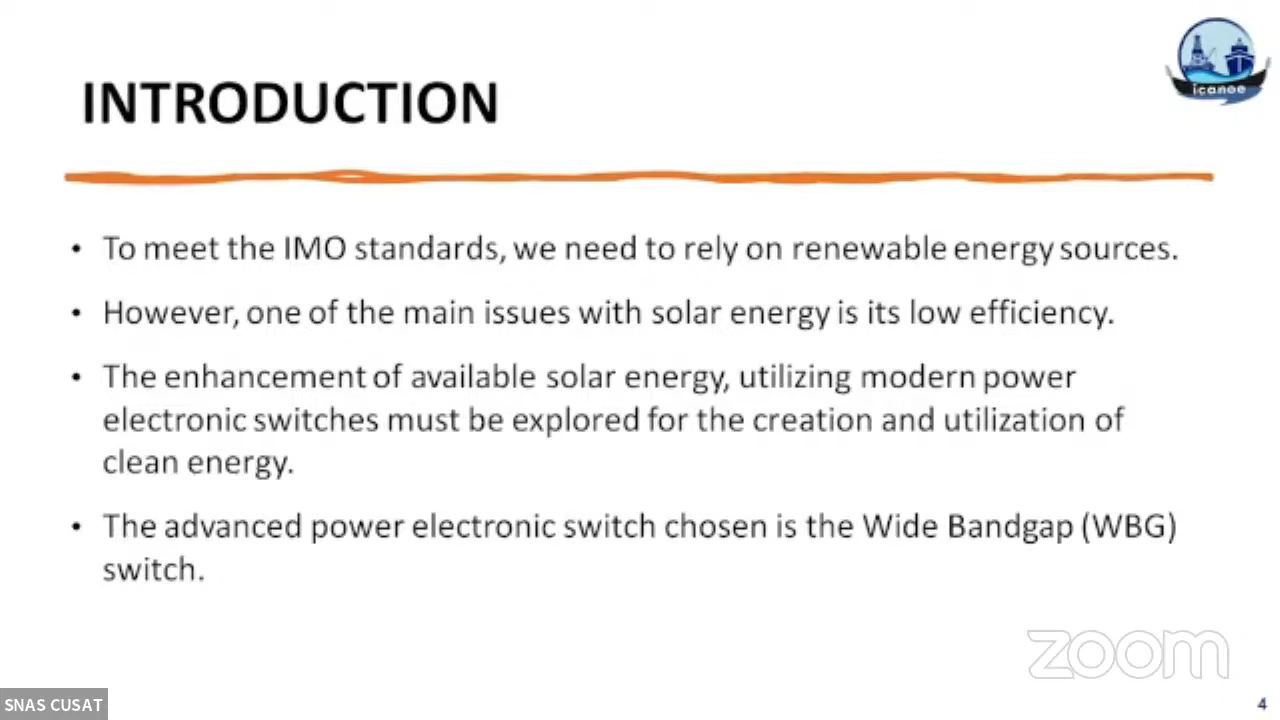 icanoe
INTRODUCTION
• To meet the IMO standards, we need to rely on renewable energy sources.
• However, one of the main issues with solar energy is its low efficiency.
• The enhancement of available solar energy, utilizing modern power
electronic switches must be explored for the creation and utilization of
clean energy.
• The advanced power electronic switch chosen is the Wide Bandgap (WBG)
switch.
zoom
SNAS CUSAT
4